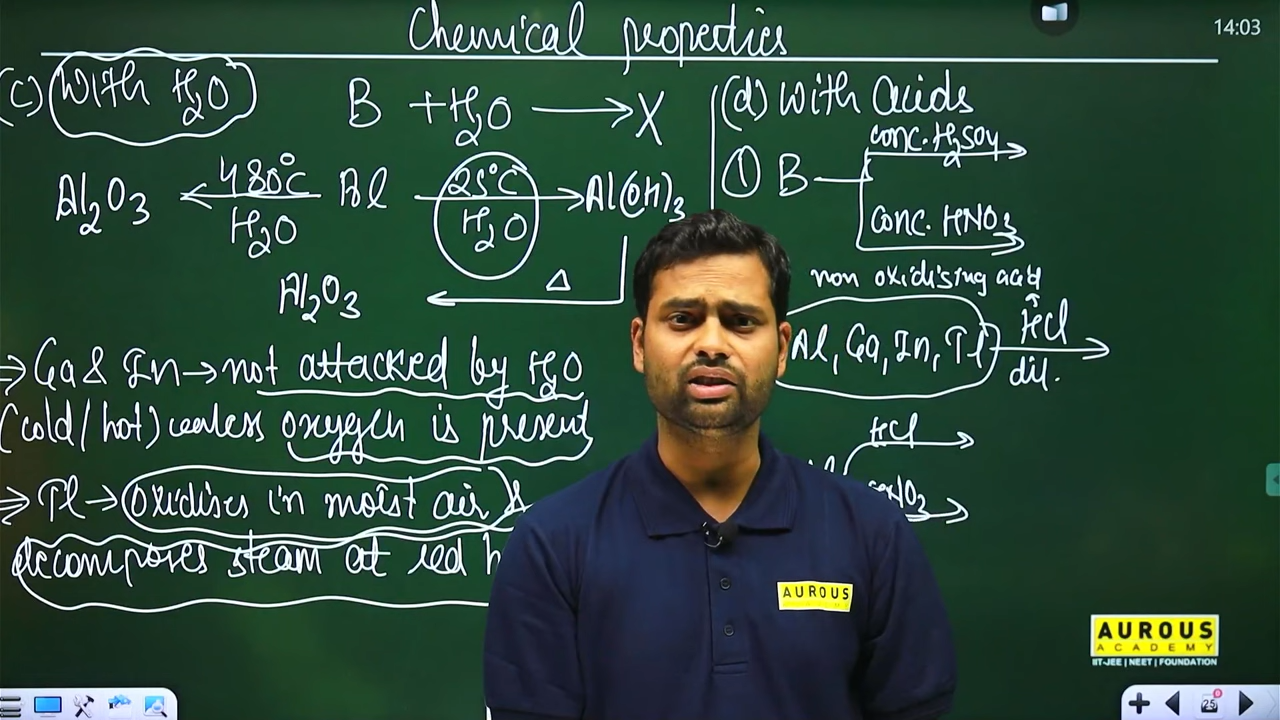 Chemical properties
14:03
(c) With H₂O
B + H₂O ⟶ X
Al₂O₃ ⟵ 480°C H₂O Al ⟶ 25°C H₂O Al(OH)₃
Al₂O₃ ⟵ Δ
⇒ Ga & In → not attacked by H₂O
(cold/hot) unless oxygen is present
⇒ Tl → oxidises in moist air &
decomposes steam at red
(d) With acids
① B
conc. H₂SO₄
conc. HNO₃
non oxidising acid
Al, Ga, In, Tl HCl dil.
HCl
AUROUS
AUROUS
ACADEMY
IIT-JEE | NEET | FOUNDATION
25